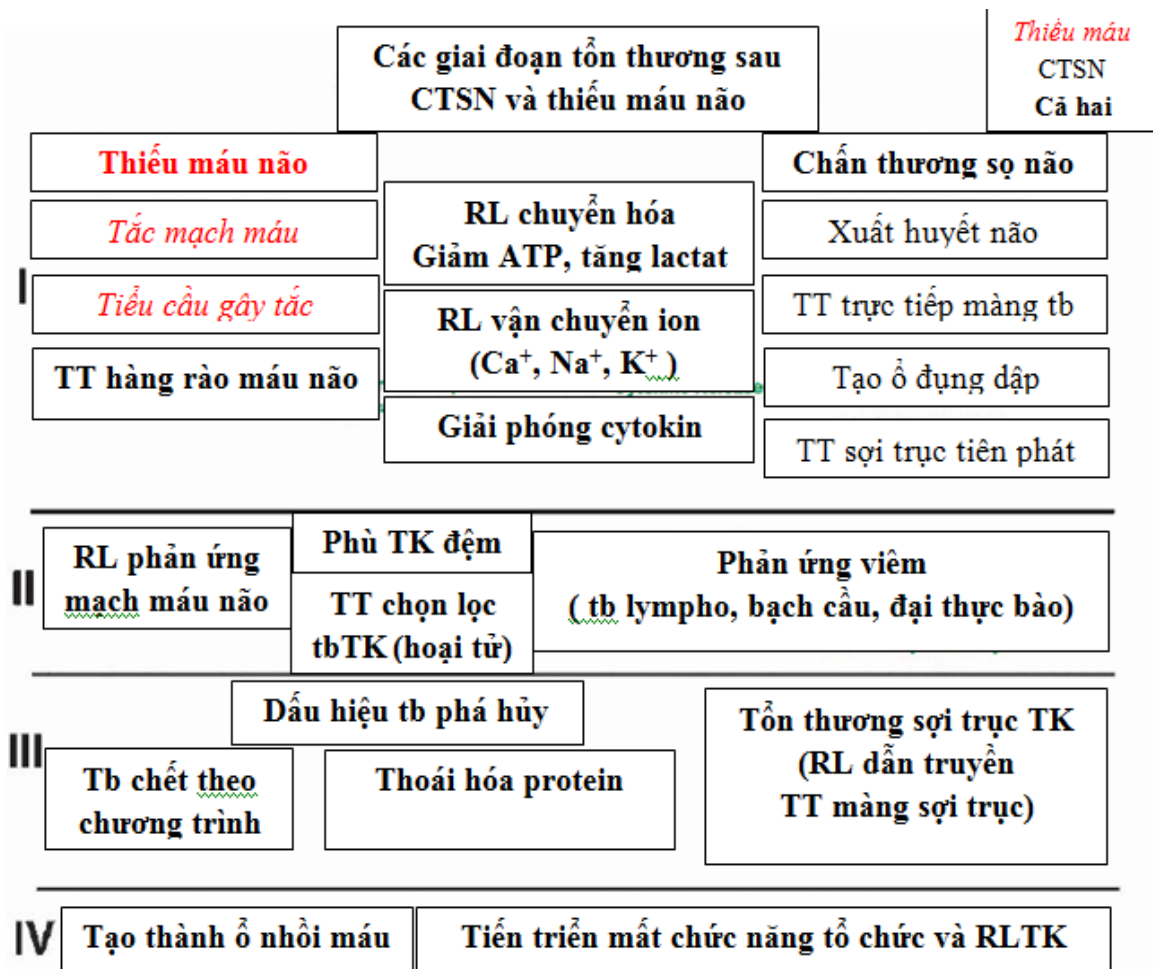 Các giai đoạn tổn thương sau
CTSN và thiếu máu não
Thiếu máu
CTSN
Cả hai
Thiếu máu não
Chấn thương sọ não
I
Tắc mạch máu
Tiểu cầu gây tắc
TT hàng rào máu não
RL chuyển hóa
Giảm ATP, tăng lactat
RL vận chuyển ion
(Ca⁺, Na⁺, K⁺ )
Giải phóng cytokin
Xuất huyết não
TT trực tiếp màng tb
Tạo ổ đụng dập
TT sợi trục tiên phát
II
RL phản ứng
mạch máu não
Phù TK đệm
TT chọn lọc
tbTK (hoại tử)
Phản ứng viêm
( tb lympho, bạch cầu, đại thực bào)
III
Dấu hiệu tb phá hủy
Tb chết theo
chương trình
Thoái hóa protein
Tổn thương sợi trục TK
(RL dẫn truyền
TT màng sợi trục)
IV
Tạo thành ổ nhồi máu
Tiến triển mất chức năng tổ chức và RLTK